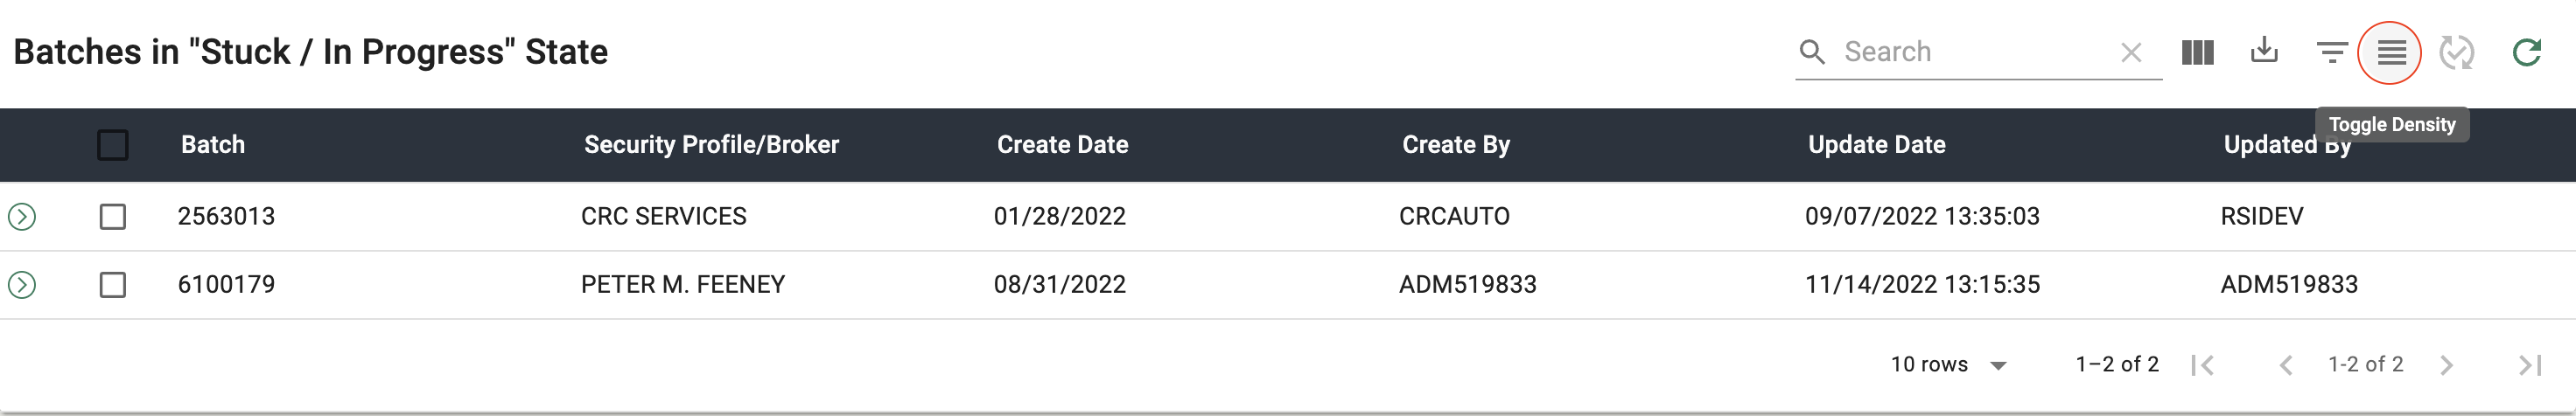 Batches in "Stuck / In Progress" State
Search
Toggle Density
Batch Security Profile/Broker Create Date Create By Update Date Updated By
2563013 CRC SERVICES 01/28/2022 CRCAUTO 09/07/2022 13:35:03 RSIDEV
6100179 PETER M. FEENEY 08/31/2022 ADM519833 11/14/2022 13:15:35 ADM519833
10 rows 1–2 of 2 1-2 of 2